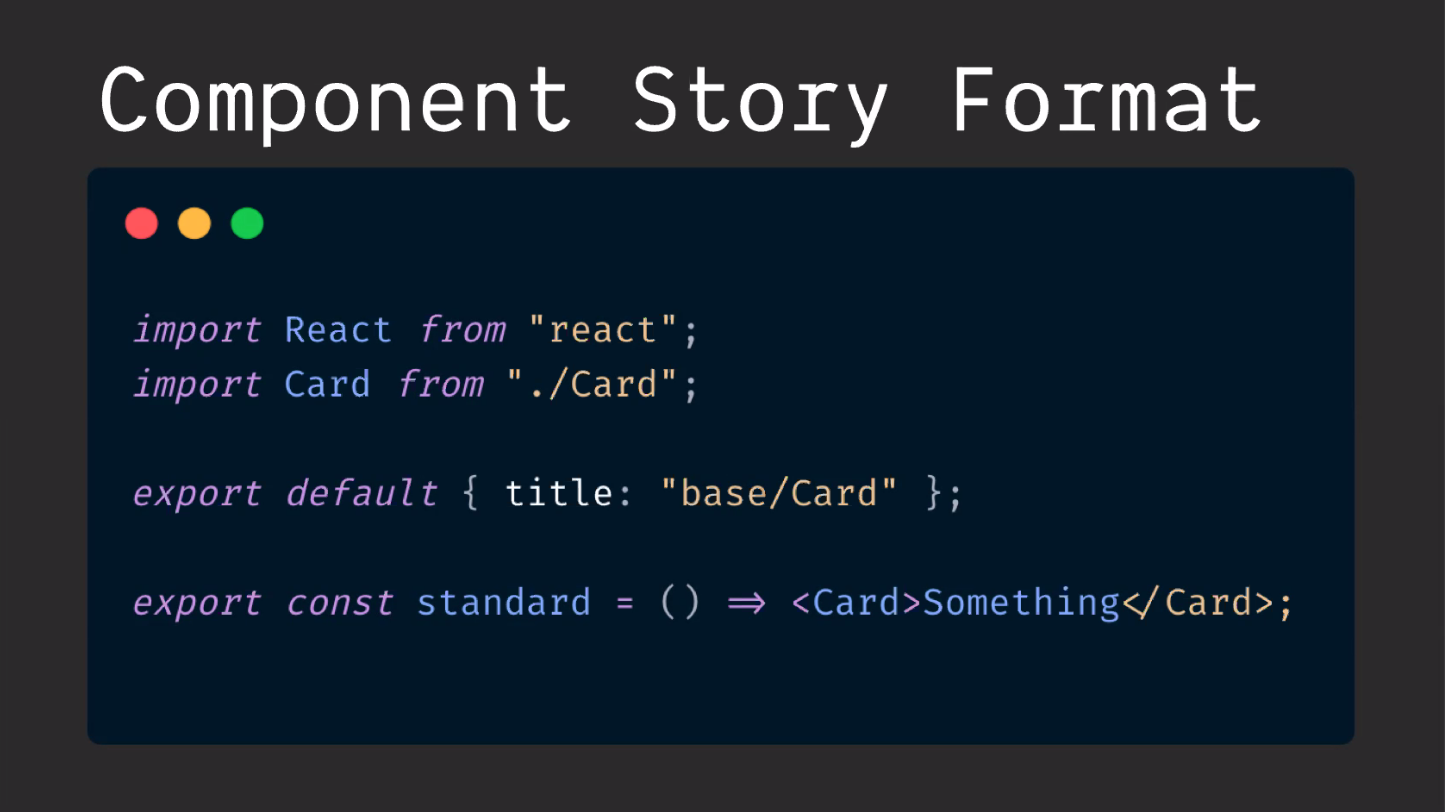 Component Story Format
import React from "react";
import Card from "./Card";
export default { title: "base/Card" };
export const standard = () => <Card>Something</Card>;